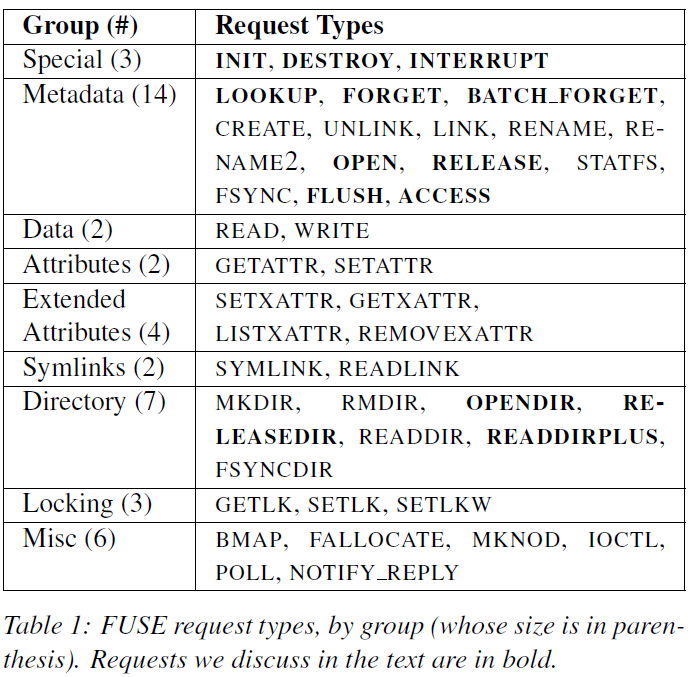 Group (#) Request Types
Special (3) INIT, DESTROY, INTERRUPT
Metadata (14) LOOKUP, FORGET, BATCH_FORGET,
CREATE, UNLINK, LINK, RENAME, RE-
NAME2, OPEN, RELEASE, STATFS,
FSYNC, FLUSH, ACCESS
Data (2) READ, WRITE
Attributes (2) GETATTR, SETATTR
Extended SETXATTR, GETXATTR,
Attributes (4) LISTXATTR, REMOVEXATTR
Symlinks (2) SYMLINK, READLINK
Directory (7) MKDIR, RMDIR, OPENDIR, RE-
LEASEDIR, READDIR, READDIRPLUS,
FSYNCDIR
Locking (3) GETLK, SETLK, SETLKW
Misc (6) BMAP, FALLOCATE, MKNOD, IOCTL,
POLL, NOTIFY_REPLY
Table 1: FUSE request types, by group (whose size is in paren-
thesis). Requests we discuss in the text are in bold.